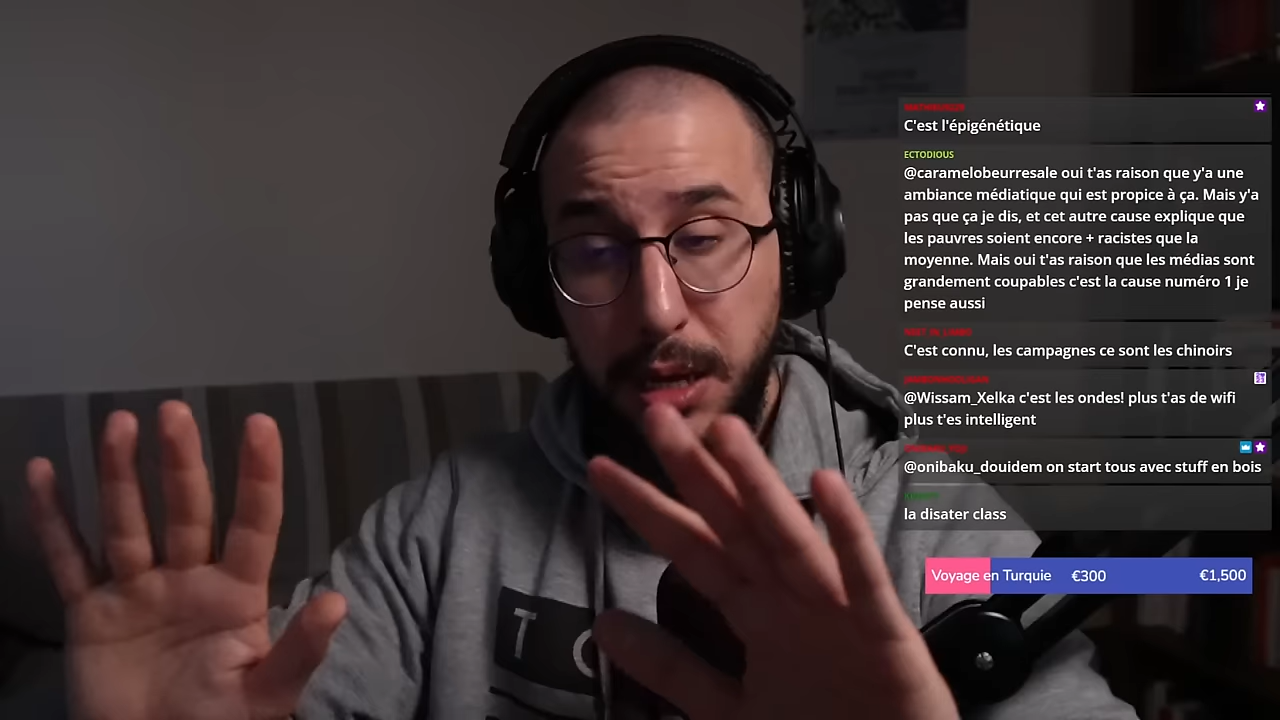 C'est l'épigénétique
ECTODIOUS
@caramelobeurresale oui t'as raison que y'a une
ambiance médiatique qui est propice à ça. Mais y'a
pas que ça je dis, et cet autre cause explique que
les pauvres soient encore + racistes que la
moyenne. Mais oui t'as raison que les médias sont
grandement coupables c'est la cause numéro 1 je
pense aussi
C'est connu, les campagnes ce sont les chinoirs
@Wissam_Xelka c'est les ondes! plus t'as de wifi
plus t'es intelligent
@onibaku_douidem on start tous avec stuff en bois
la disater class
Voyage en Turquie €300 €1,500
T